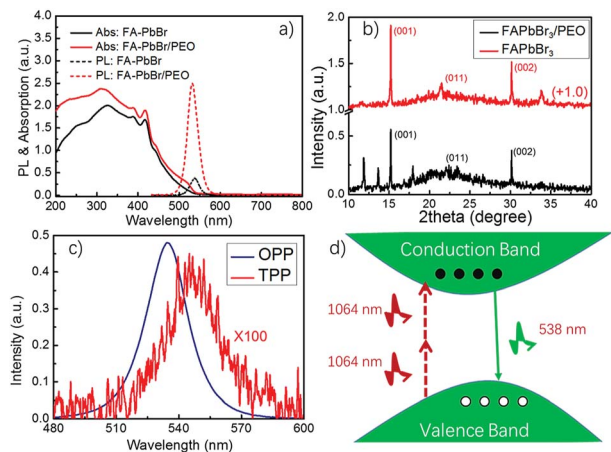 a)
Abs: FA-PbBr
Abs: FA-PbBr/PEO
PL: FA-PbBr
PL: FA-PbBr/PEO
PL & Absorption (a.u.)
4.0
3.5
3.0
2.5
2.0
1.5
1.0
0.5
0.0
200 300 400 500 600 700 800
Wavelength (nm)
b)
FAPbBr₃/PEO
FAPbBr₃
(001)
(011)
(002)
(+1.0)
(001)
(011)
(002)
Intensity (a.u.)
2.0
1.5
1.0
0.5
0.0
10 15 20 25 30 35 40
2theta (degree)
c)
OPP
TPP
X100
Intensity (a.u.)
0.5
0.4
0.3
0.2
0.1
0.0
480 510 540 570 600
Wavelength (nm)
d)
Conduction Band
1064 nm
538 nm
1064 nm
Valence Band